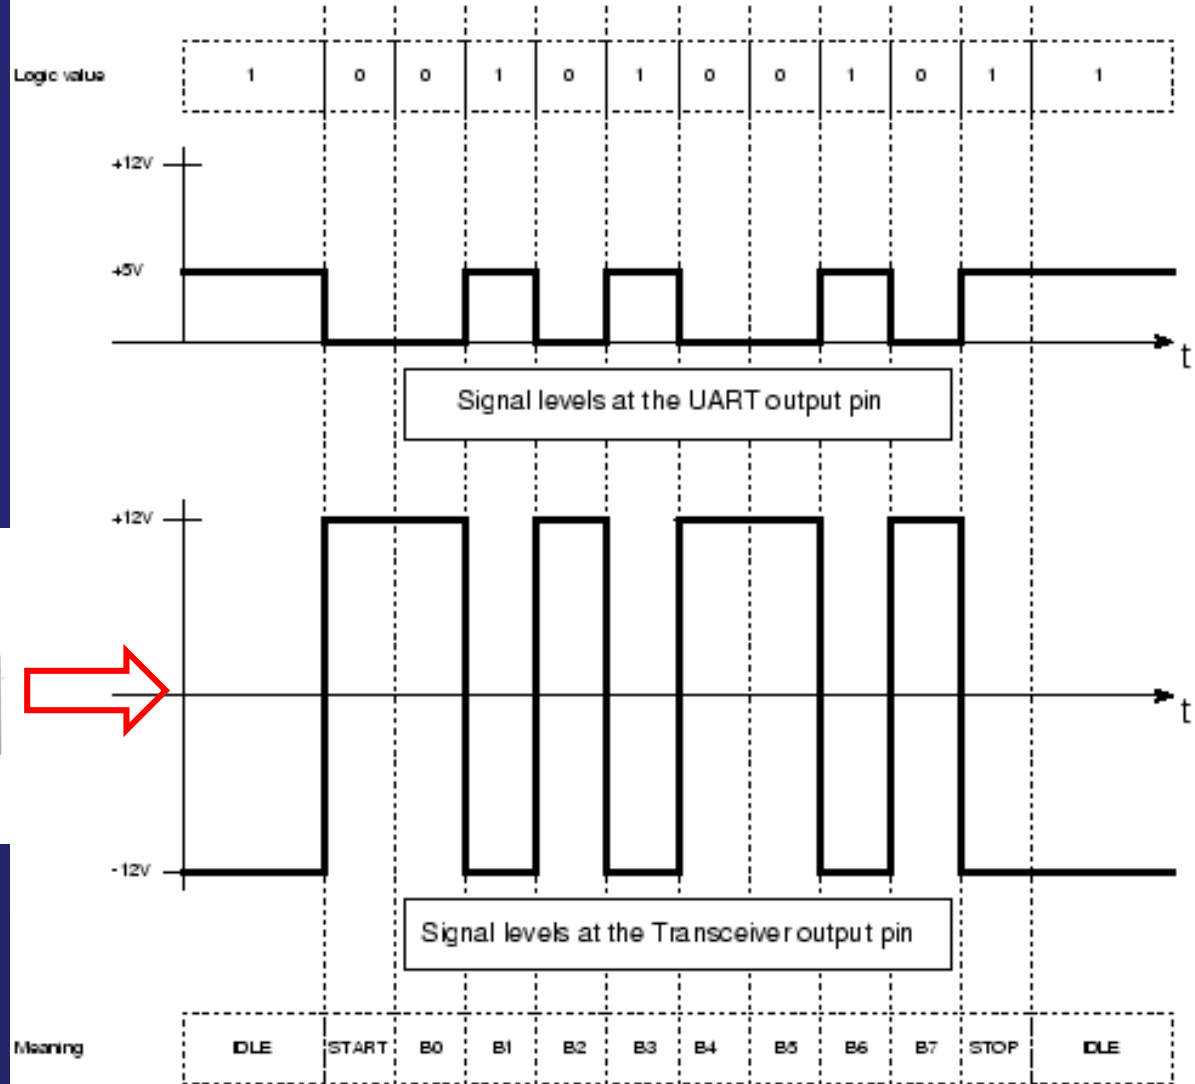 Logic value 1 0 0 1 0 1 0 0 1 0 1 1
+12V
+5V
t
Signal levels at the UART output pin
+12V
t
-12V
Signal levels at the Transceiver output pin
Meaning IDLE START B0 B1 B2 B3 B4 B5 B6 B7 STOP IDLE